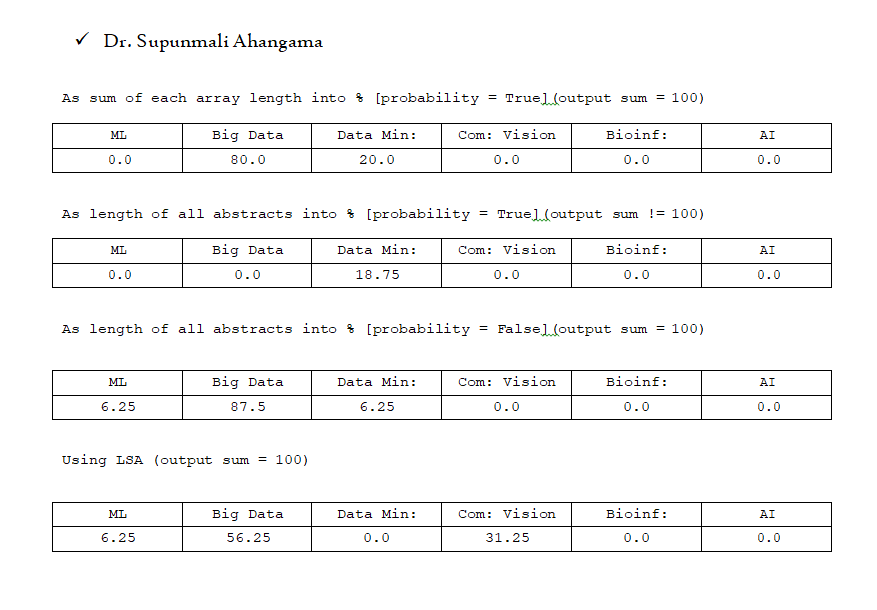 ✓ Dr. Supunmali Ahangama
As sum of each array length into % [probability = True] (output sum = 100)
ML Big Data Data Min: Com: Vision Bioinf: AI
0.0 80.0 20.0 0.0 0.0 0.0
As length of all abstracts into % [probability = True] (output sum != 100)
ML Big Data Data Min: Com: Vision Bioinf: AI
0.0 0.0 18.75 0.0 0.0 0.0
As length of all abstracts into % [probability = False] (output sum = 100)
ML Big Data Data Min: Com: Vision Bioinf: AI
6.25 87.5 6.25 0.0 0.0 0.0
Using LSA (output sum = 100)
ML Big Data Data Min: Com: Vision Bioinf: AI
6.25 56.25 0.0 31.25 0.0 0.0